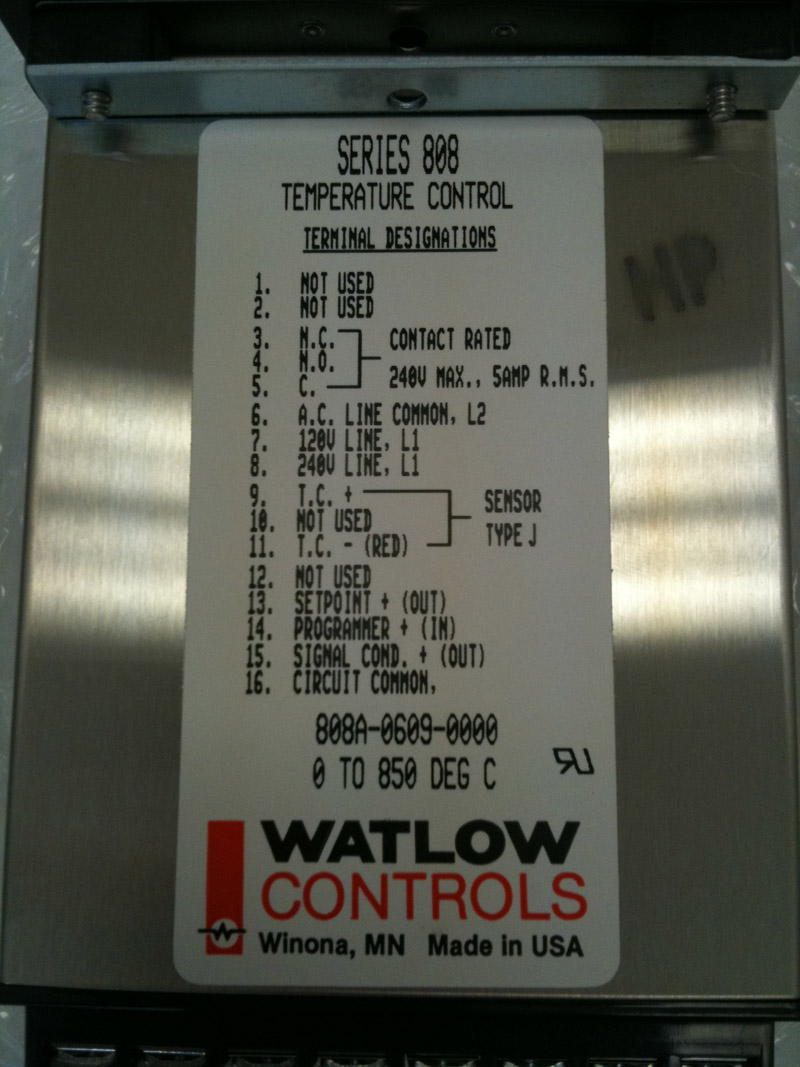 SERIES 808
TEMPERATURE CONTROL
TERMINAL DESIGNATIONS
1. NOT USED
2. NOT USED
3. N.C.
4. N.O.
5. C.
CONTACT RATED
240V MAX., 5AMP R.M.S.
6. A.C. LINE COMMON, L2
7. 120V LINE, L1
8. 240V LINE, L1
9. T.C. +
10. NOT USED
11. T.C. - (RED)
SENSOR
TYPE J
12. NOT USED
13. SETPOINT + (OUT)
14. PROGRAMMER + (IN)
15. SIGNAL COND. + (OUT)
16. CIRCUIT COMMON,
808A-0609-0000
0 TO 850 DEG C
WATLOW
CONTROLS
Winona, MN Made in USA